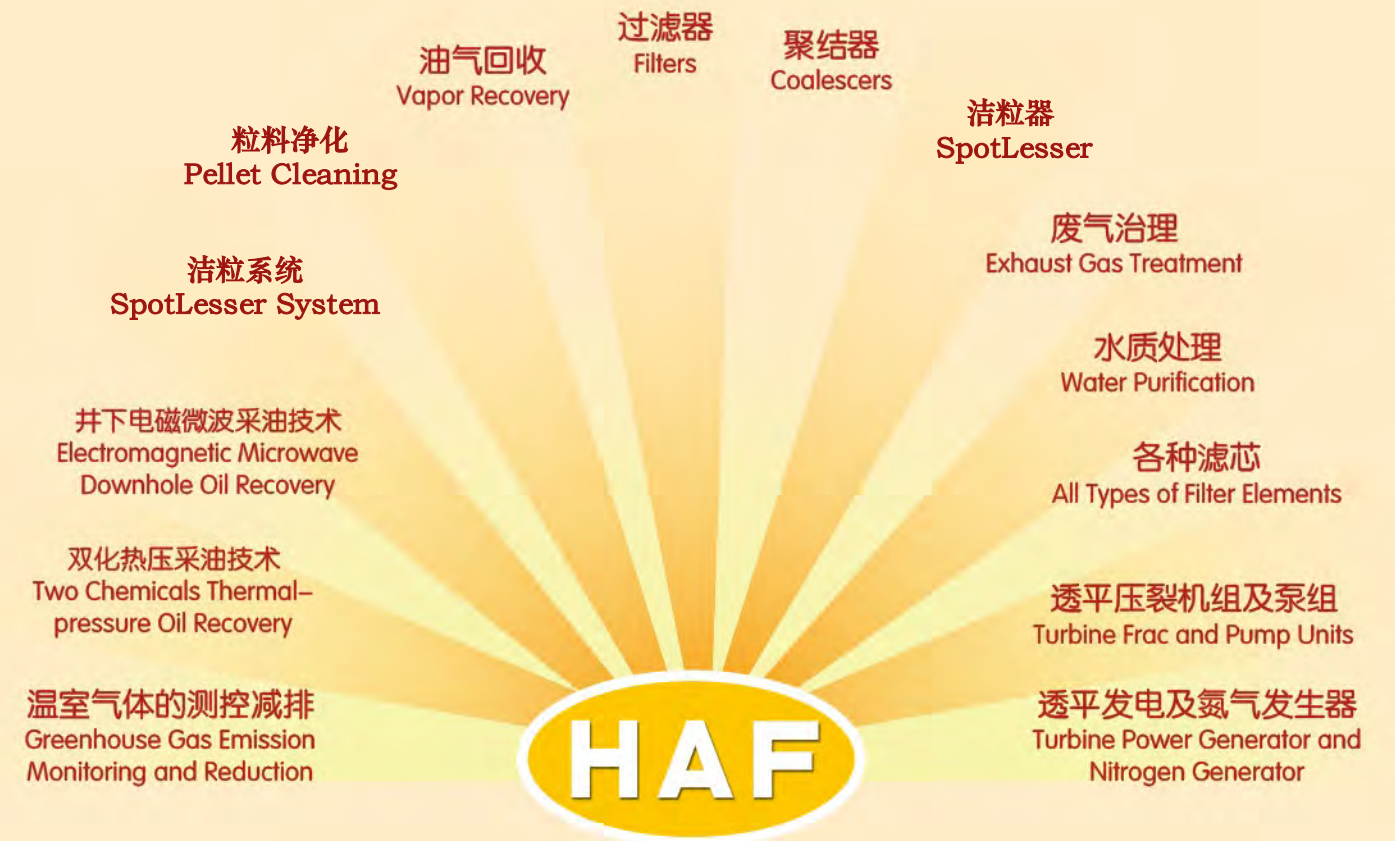 过滤器
Filters
聚结器
Coalescers
油气回收
Vapor Recovery
洁粒器
SpotLesser
粒料净化
Pellet Cleaning
废气治理
Exhaust Gas Treatment
洁粒系统
SpotLesser System
水质处理
Water Purification
井下电磁微波采油技术
Electromagnetic Microwave
Downhole Oil Recovery
各种滤芯
All Types of Filter Elements
双化热压采油技术
Two Chemicals Thermal–
pressure Oil Recovery
透平压裂机组及泵组
Turbine Frac and Pump Units
温室气体的测控减排
Greenhouse Gas Emission
Monitoring and Reduction
透平发电及氮气发生器
Turbine Power Generator and
Nitrogen Generator
HAF